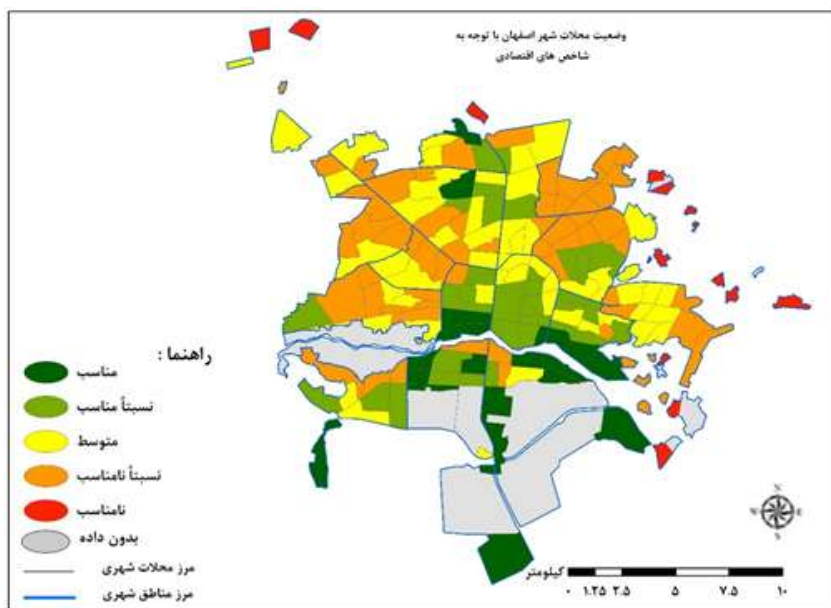 وضعیت محلات شهر اصفهان با توجه به
شاخص های اقتصادی
راهنما :
مناسب
نسبتاً مناسب
متوسط
نسبتاً نامناسب
نامناسب
بدون داده
مرز محلات شهری
مرز مناطق شهری
N
W E
S
کیلومتر
۰ ۱.۲۵ ۲.۵ ۵ ۷.۵ ۱۰